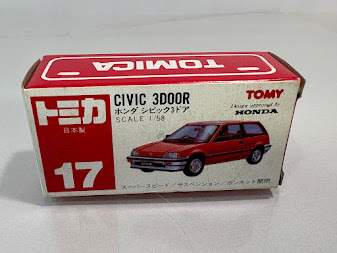 TOMICA
トミカ
日本製
17
CIVIC 3DOOR
ホンダ シビック3ドア
SCALE 1/58
TOMY
Design approved by
HONDA
スーパースピード/サスペンション/ボンネット開閉